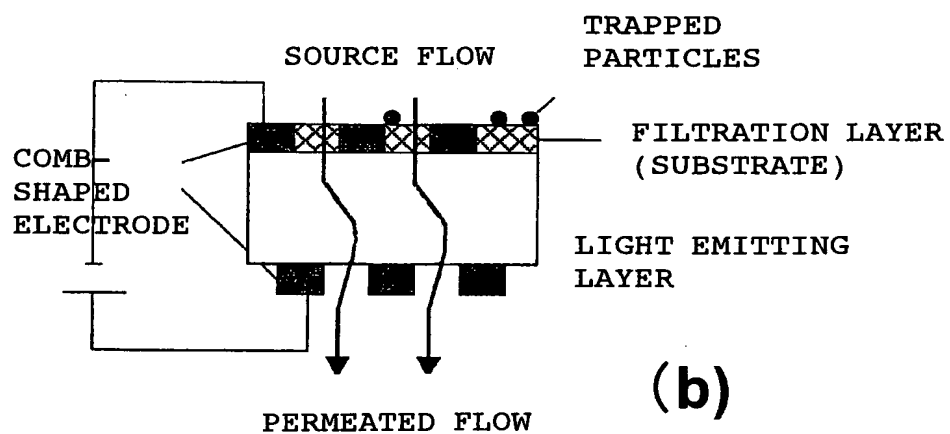 TRAPPED
PARTICLES
SOURCE FLOW
FILTRATION LAYER
(SUBSTRATE)
COMB
SHAPED
ELECTRODE
LIGHT EMITTING
LAYER
(b)
PERMEATED FLOW